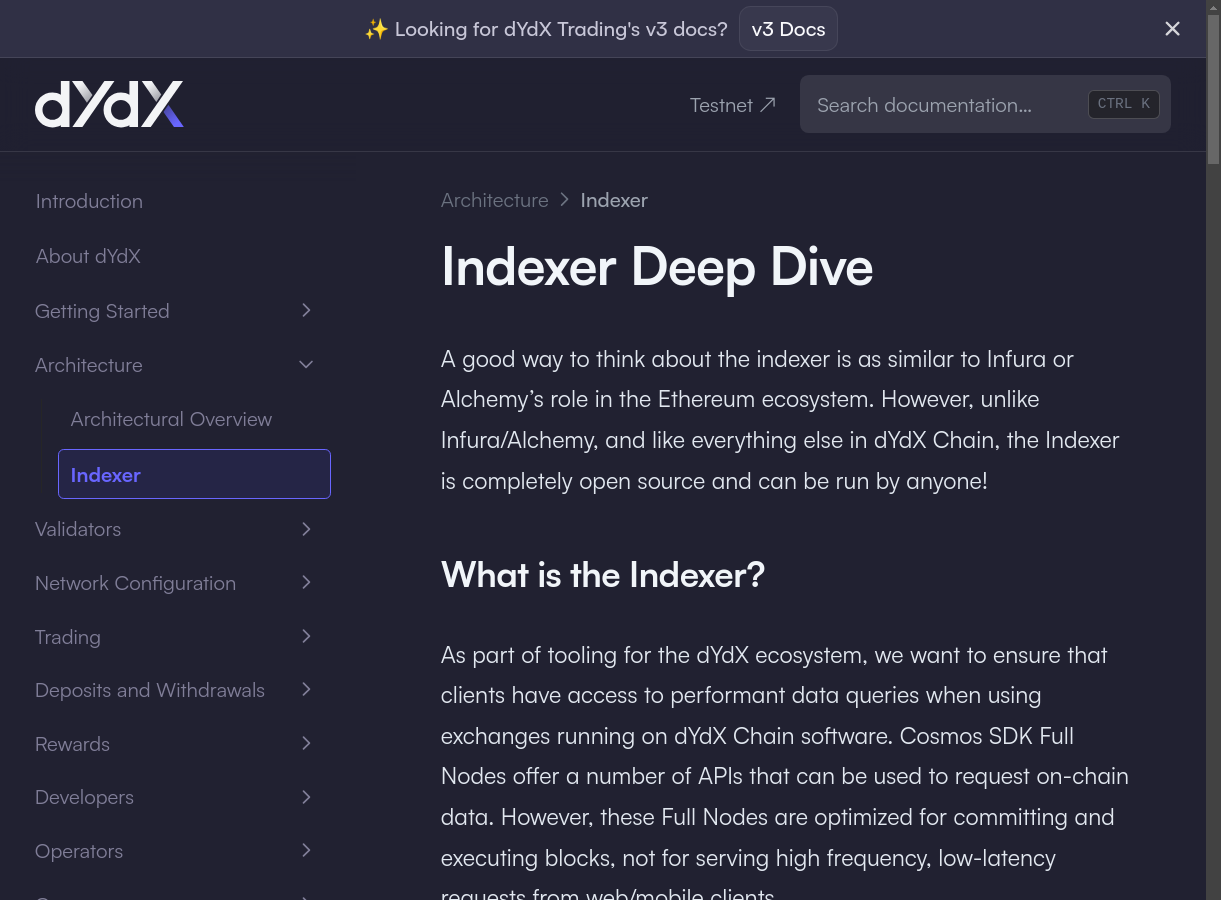 ✨ Looking for dYdX Trading's v3 docs? v3 Docs
dYdX
Testnet ↗
Search documentation…
CTRL K
Introduction
About dYdX
Getting Started
Architecture
Architectural Overview
Indexer
Validators
Network Configuration
Trading
Deposits and Withdrawals
Rewards
Developers
Operators
Architecture > Indexer
Indexer Deep Dive
A good way to think about the indexer is as similar to Infura or
Alchemy’s role in the Ethereum ecosystem. However, unlike
Infura/Alchemy, and like everything else in dYdX Chain, the Indexer
is completely open source and can be run by anyone!
What is the Indexer?
As part of tooling for the dYdX ecosystem, we want to ensure that
clients have access to performant data queries when using
exchanges running on dYdX Chain software. Cosmos SDK Full
Nodes offer a number of APIs that can be used to request on-chain
data. However, these Full Nodes are optimized for committing and
executing blocks, not for serving high frequency, low-latency
requests from web/mobile clients.